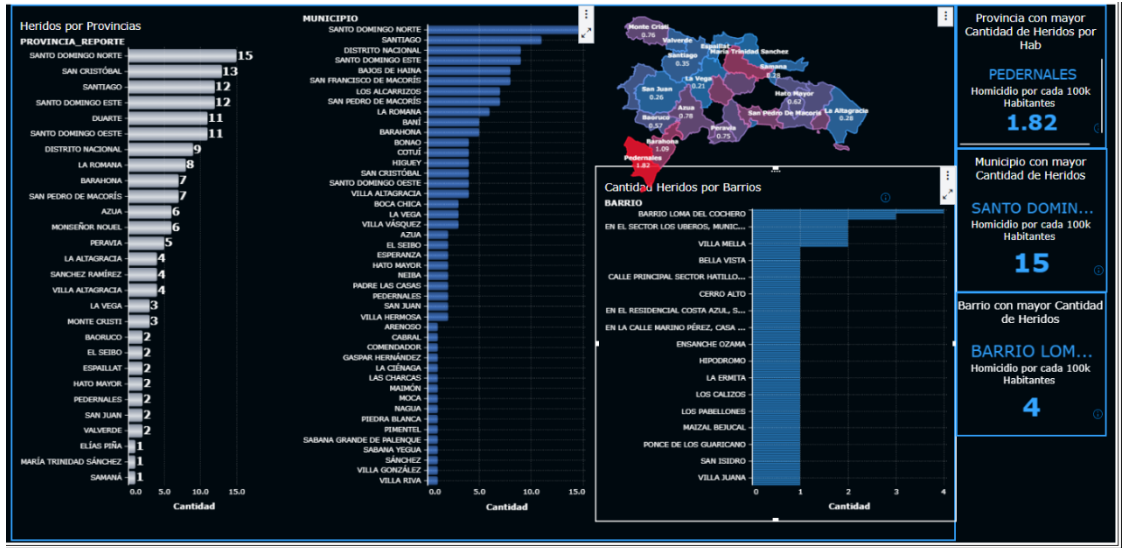 Heridos por Provincias
PROVINCIA_REPORTE
SANTO DOMINGO NORTE 15
SAN CRISTÓBAL 13
SANTIAGO 12
SANTO DOMINGO ESTE 12
DUARTE 11
SANTO DOMINGO OESTE 11
DISTRITO NACIONAL 9
LA ROMANA 8
BARAHONA 7
SAN PEDRO DE MACORÍS 7
AZUA 6
MONSEÑOR NOUEL 6
PERAVIA 5
LA ALTAGRACIA 4
SANCHEZ RAMÍREZ 4
VILLA ALTAGRACIA 4
LA VEGA 3
MONTE CRISTI 3
BAORUCO 2
EL SEIBO 2
ESPAILLAT 2
HATO MAYOR 2
PEDERNALES 2
SAN JUAN 2
VALVERDE 2
ELÍAS PIÑA 1
MARÍA TRINIDAD SÁNCHEZ 1
SAMANÁ 1
0.0 5.0 10.0 15.0
Cantidad
MUNICIPIO
SANTO DOMINGO NORTE
SANTIAGO
DISTRITO NACIONAL
SANTO DOMINGO ESTE
BAJOS DE HAINA
SAN FRANCISCO DE MACORÍS
LOS ALCARRIZOS
SAN PEDRO DE MACORÍS
LA ROMANA
BANÍ
BARAHONA
BONAO
COTUÍ
HIGUEY
SAN CRISTÓBAL
SANTO DOMINGO OESTE
VILLA ALTAGRACIA
BOCA CHICA
LA VEGA
VILLA VÁSQUEZ
AZUA
EL SEIBO
ESPERANZA
HATO MAYOR
NEIBA
PADRE LAS CASAS
PEDERNALES
SAN JUAN
VILLA HERMOSA
ARENOSO
CABRAL
COMENDADOR
GASPAR HERNÁNDEZ
LA CIÉNAGA
LAS CHARCAS
MAIMÓN
MOCA
NAGUA
PIEDRA BLANCA
PIMENTEL
SABANA GRANDE DE PALENQUE
SABANA YEGUA
SÁNCHEZ
VILLA GONZÁLEZ
VILLA RIVA
0.0 5.0 10.0 15.0
Cantidad
Monte Cristi
0.76
Valverde
Espaillat
Maria Trinidad Sanchez
Santiago
0.35
Samana
La Vega
0.21
San Juan
0.26
Hato Mayor
0.62
Azua
0.78
San Pedro De Macoris
La Altagracia
0.28
Baoruco
0.57
Peravia
0.75
Barahona
1.09
Pedernales
1.82
Cantidad Heridos por Barrios
BARRIO
BARRIO LOMA DEL COCHERO
EN EL SECTOR LOS UBEROS, MUNIC...
VILLA MELLA
BELLA VISTA
CALLE PRINCIPAL SECTOR HATILLO...
CERRO ALTO
EN EL RESIDENCIAL COSTA AZUL, S...
EN LA CALLE MARINO PÉREZ, CASA ...
ENSANCHE OZAMA
HIPODROMO
LA ERMITA
LOS CALIZOS
LOS PABELLONES
MAIZAL BEJUCAL
PONCE DE LOS GUARICANO
SAN ISIDRO
VILLA JUANA
0 1 2 3 4
Cantidad
Provincia con mayor
Cantidad de Heridos por
Hab
PEDERNALES
Homicidio por cada 100k
Habitantes
1.82
Municipio con mayor
Cantidad de Heridos
SANTO DOMIN...
Homicidio por cada 100k
Habitantes
15
Barrio con mayor Cantidad
de Heridos
BARRIO LOM...
Homicidio por cada 100k
Habitantes
4